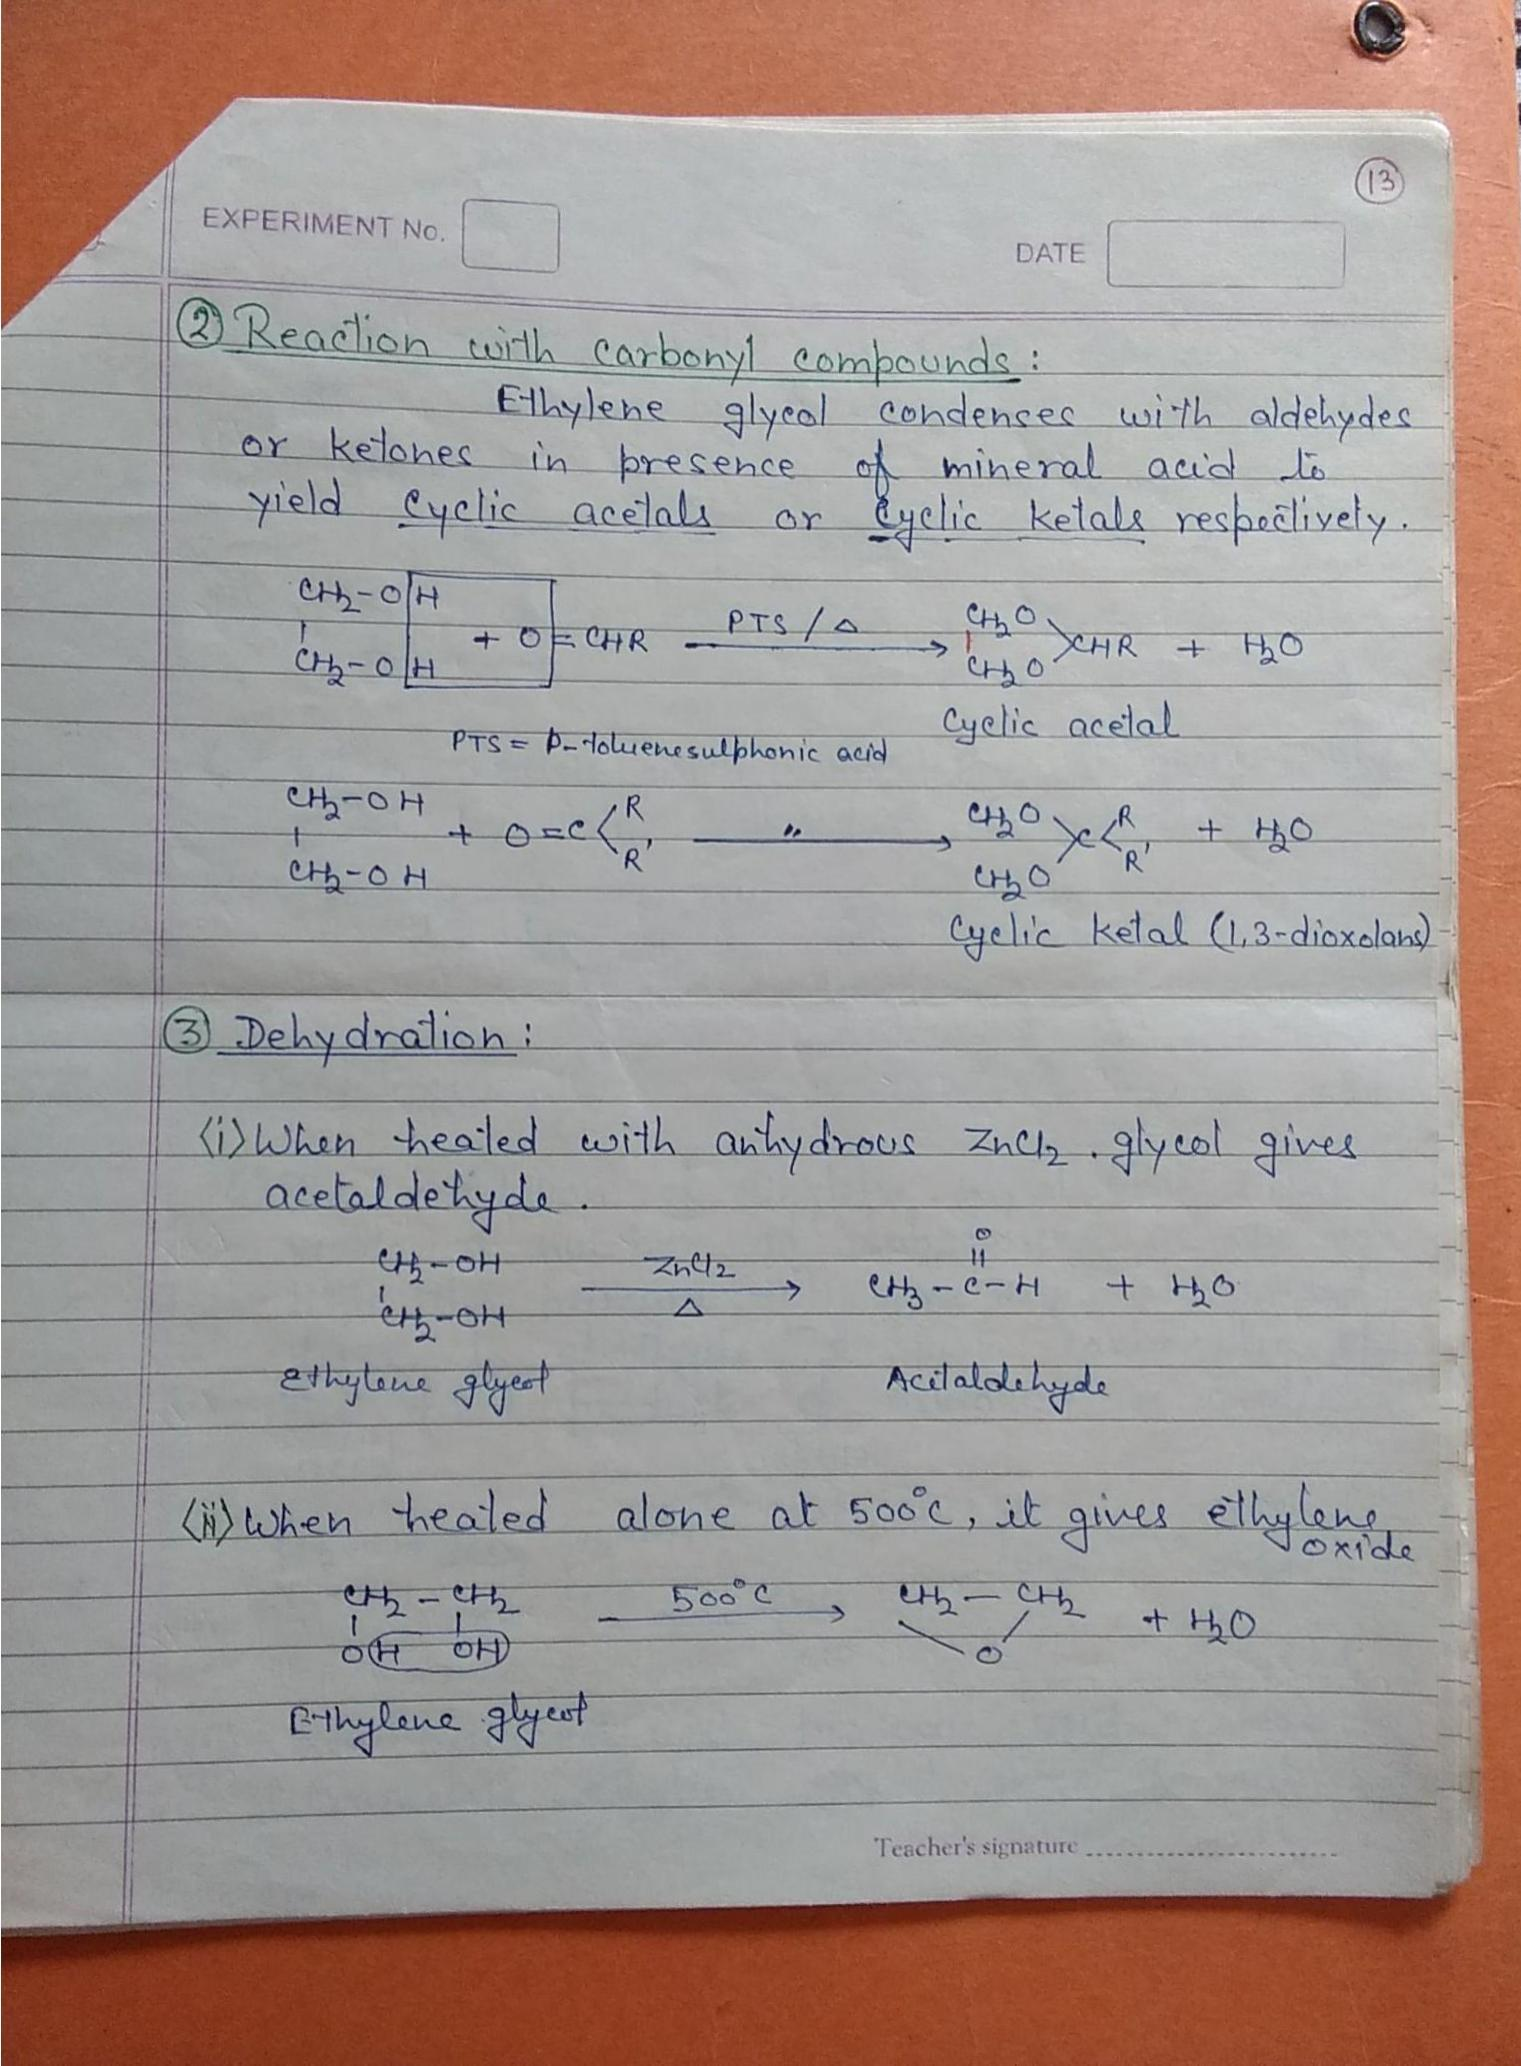 13
EXPERIMENT No.
DATE
② Reaction with carbonyl compounds :
Ethylene glycol condenses with aldehydes
or ketones in presence of mineral acid to
yield cyclic acetals or cyclic ketals respectively.
CH2-OH
+ O=CHR PTS / Δ CH2O CHR + H2O
CH2-OH CH2O
Cyclic acetal
PTS = p-toluenesulphonic acid
CH2-OH
+ O=C R R' " CH2O C R R' + H2O
CH2-OH CH2O
Cyclic ketal (1,3-dioxolans)
③ Dehydration :
(i) When heated with anhydrous ZnCl2 . glycol gives
acetaldehyde .
CH2-OH ZnCl2 O
|| 
CH2-OH Δ CH3-C-H + H2O
Ethylene glycol Acetaldehyde
(ii) When heated alone at 500°C, it gives ethylene
oxide
CH2-CH2 500°C CH2-CH2 + H2O
OH OH O
Ethylene glycol
Teacher's signature ..............................